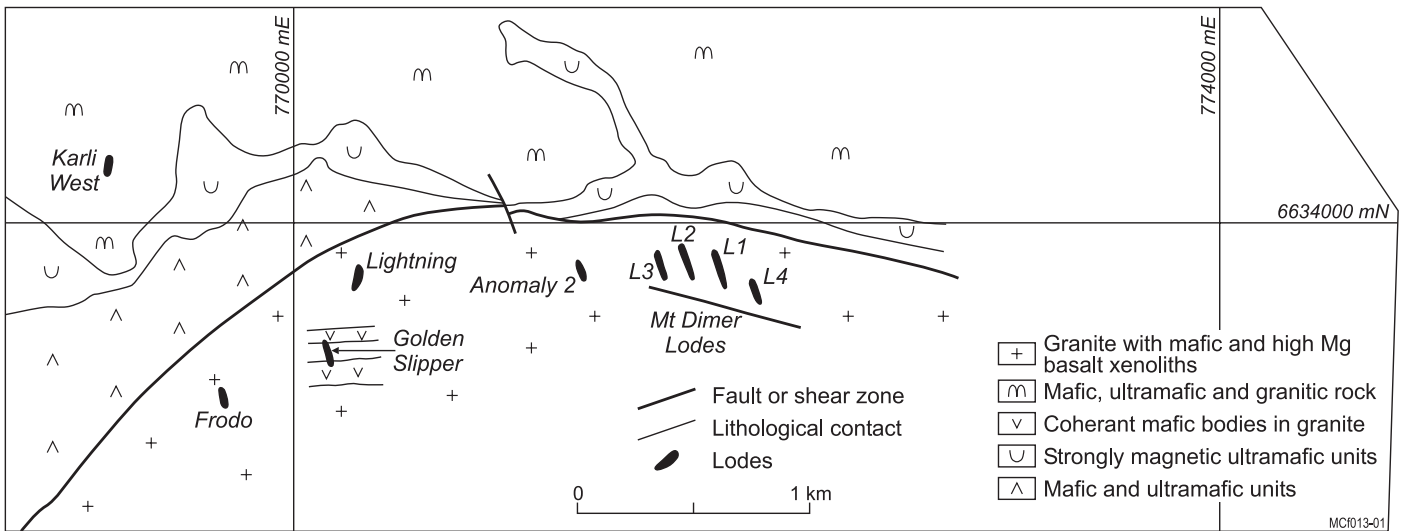 770000 mE
774000 mE
Karli
West
6634000 mN
L2
L1
Lightning
L3
Anomaly 2
L4
Mt Dimer
Lodes
Golden
Slipper
Frodo
Fault or shear zone
Lithological contact
Lodes
0
1 km
Granite with mafic and high Mg
basalt xenoliths
Mafic, ultramafic and granitic rock
Coherant mafic bodies in granite
Strongly magnetic ultramafic units
Mafic and ultramafic units
MCf013-01